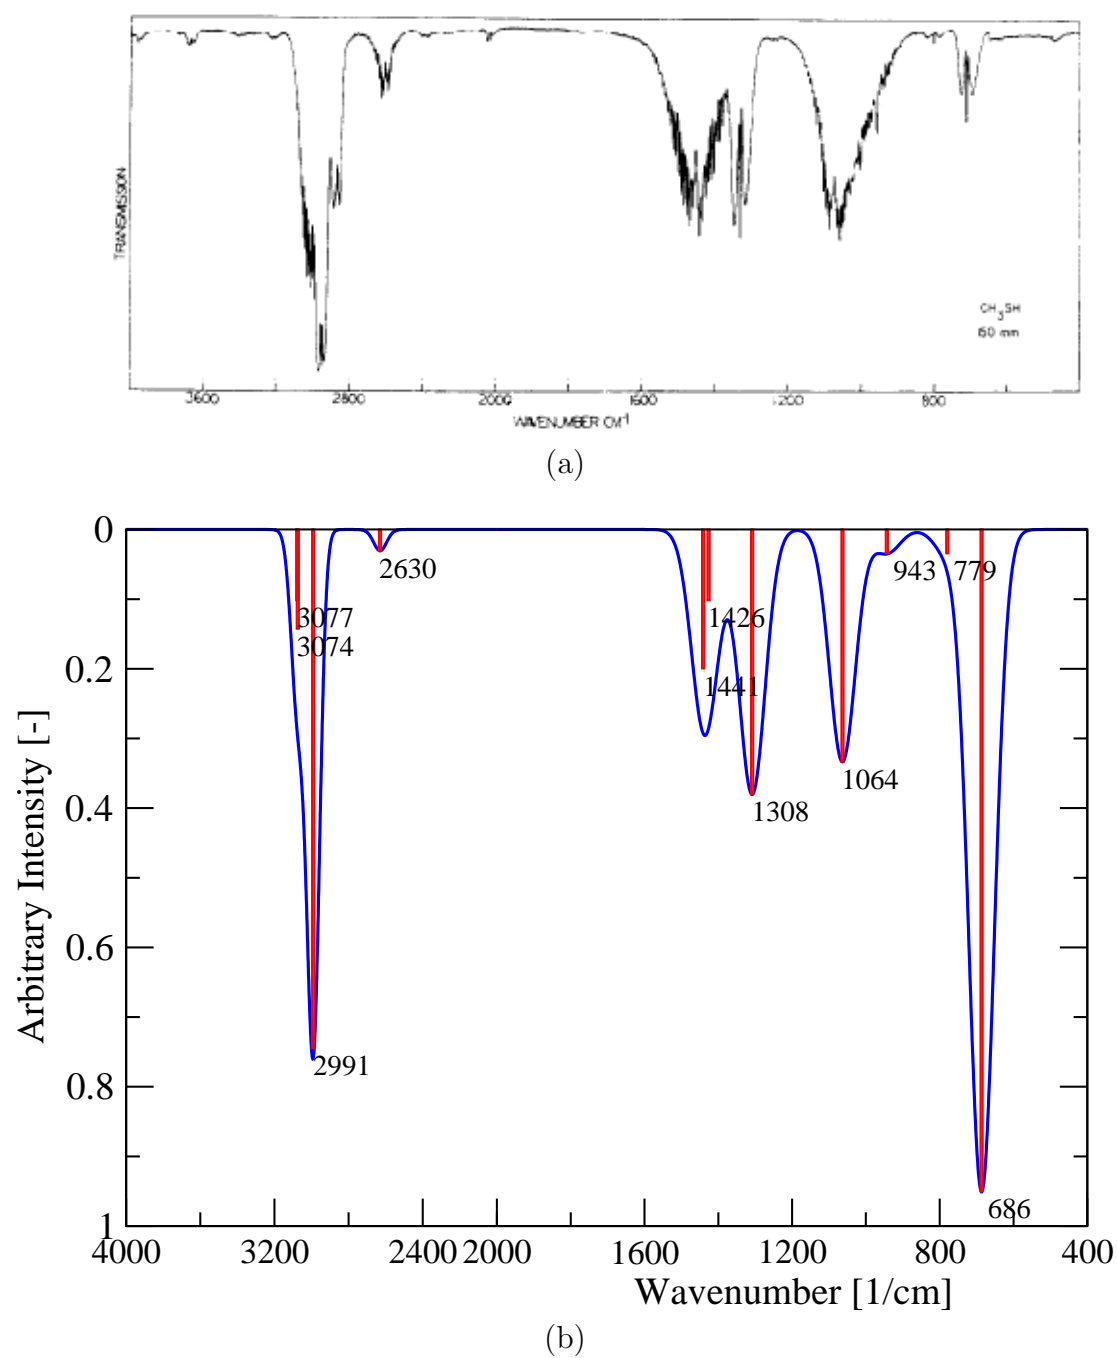 TRANSMISSION
CH3SH
150 mm
3600 2800 2000 1600 1200 800
WAVENUMBER CM-1
(a)
0
0.2
0.4
0.6
0.8
1
Arbitrary Intensity [-]
3077
3074
2991
2630
1426
1441
1308
1064
943
779
686
4000 3200 2400 2000 1600 1200 800 400
Wavenumber [1/cm]
(b)